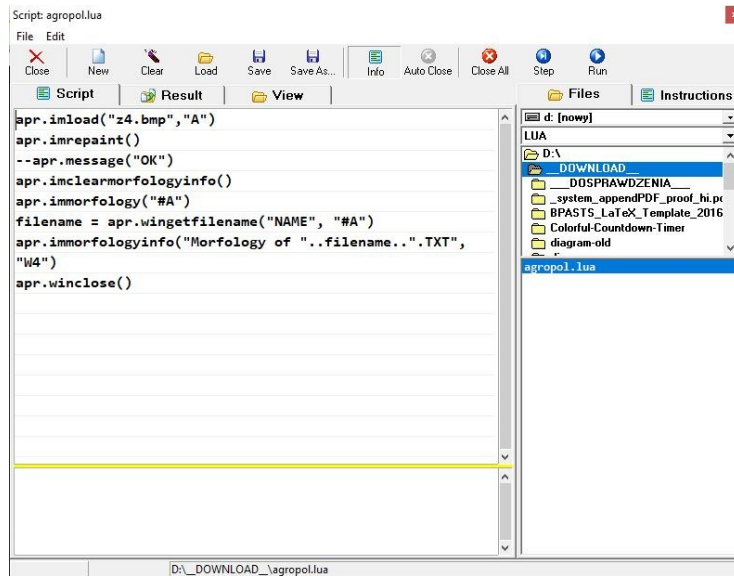 Script: agropol.lua
File Edit
Close New Clear Load Save Save As... Info Auto Close Close All Step Run
Script Result View Files Instructions
apr.imload("z4.bmp","A")
apr.imrepaint()
--apr.message("OK")
apr.imclearmorfologyinfo()
apr.immorfology("#A")
filename = apr.wingetfilename("NAME", "#A")
apr.immorfologyinfo("Morfology of "..filename..".TXT",
"W4")
apr.winclose()
d: [nowy]
LUA
D:\
__DOWNLOAD__
___DOSPRAWDZENIA___
_system_appendPDF_proof_hi.pd
BPASTS_LaTeX_Template_2016
Colorful-Countdown-Timer
diagram-old
agropol.lua
D:\__DOWNLOAD__\agropol.lua